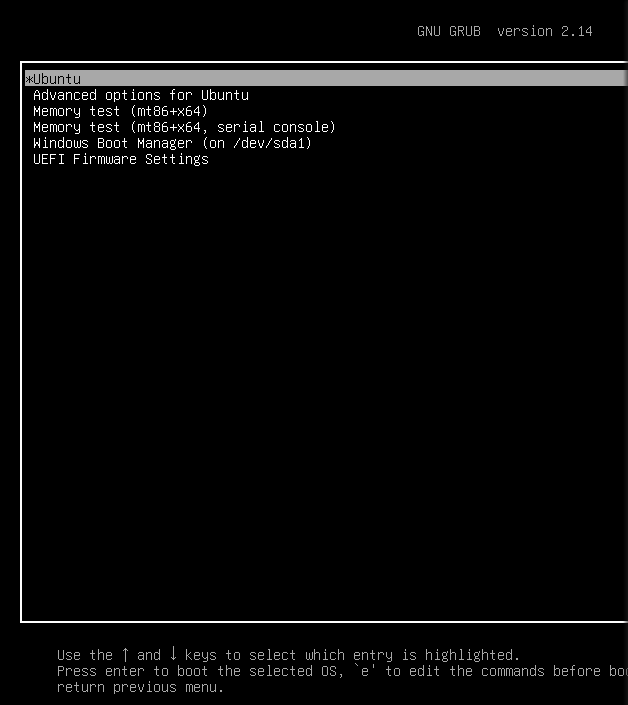 GNU GRUB  version 2.14
*Ubuntu
Advanced options for Ubuntu
Memory test (mt86+x64)
Memory test (mt86+x64, serial console)
Windows Boot Manager (on /dev/sda1)
UEFI Firmware Settings
Use the ↑ and ↓ keys to select which entry is highlighted.
Press enter to boot the selected OS, `e' to edit the commands before
return previous menu.